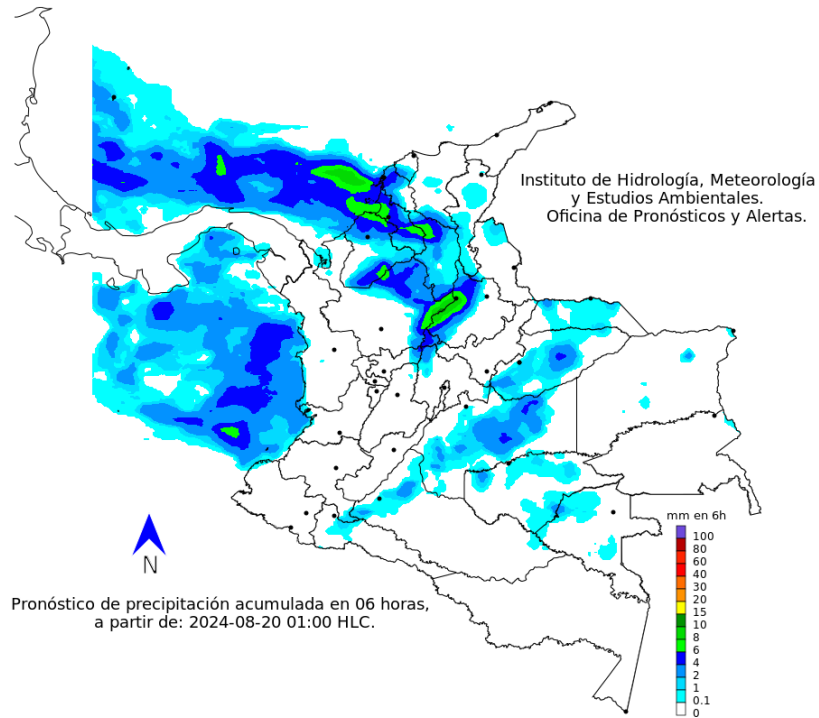 Instituto de Hidrología, Meteorología
y Estudios Ambientales.
Oficina de Pronósticos y Alertas.
N
Pronóstico de precipitación acumulada en 06 horas,
a partir de: 2024-08-20 01:00 HLC.
mm en 6h
100
80
60
40
30
20
15
10
8
6
4
2
1
0.1
0